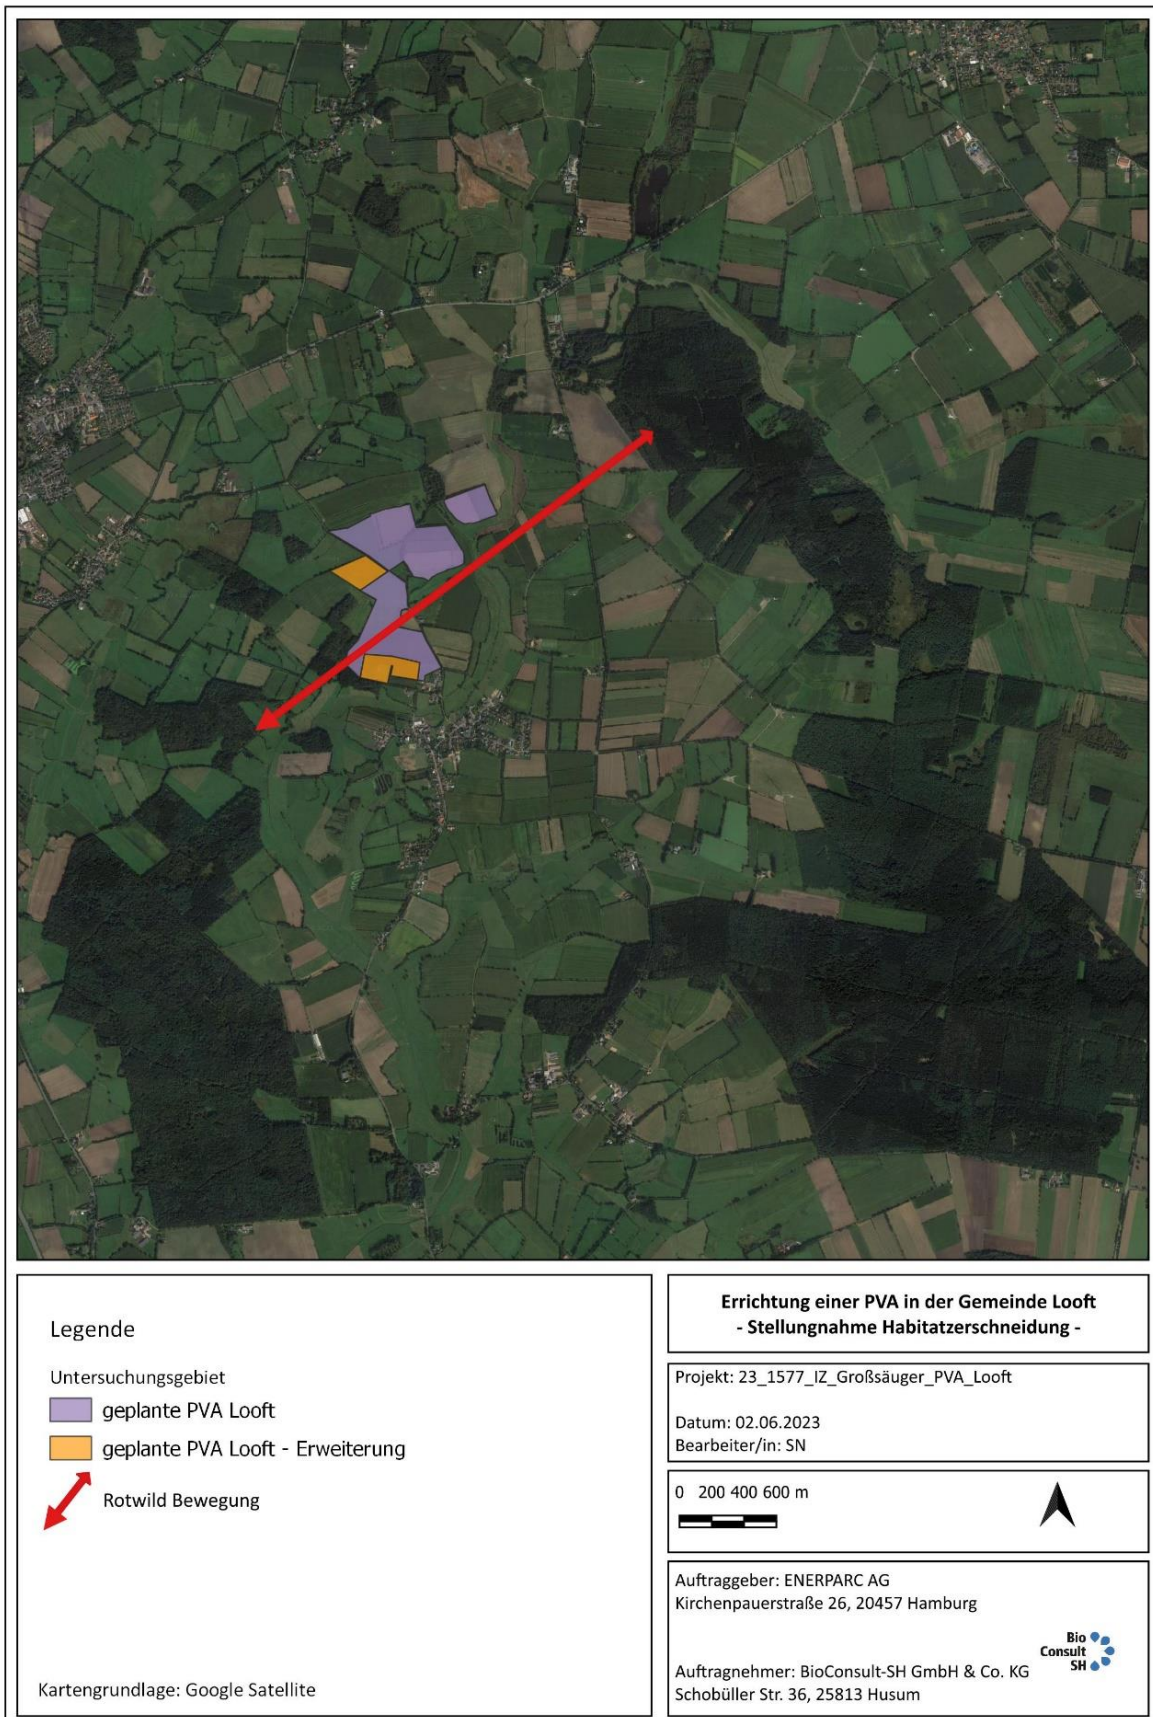 Legende
Untersuchungsgebiet
geplante PVA Looft
geplante PVA Looft - Erweiterung
Rotwild Bewegung
Kartengrundlage: Google Satellite
Errichtung einer PVA in der Gemeinde Looft
- Stellungnahme Habitatzerschneidung -
Projekt: 23_1577_IZ_Großsäuger_PVA_Looft
Datum: 02.06.2023
Bearbeiter/in: SN
0 200 400 600 m
Auftraggeber: ENERPARC AG
Kirchenpauerstraße 26, 20457 Hamburg
Bio
Consult
SH
Auftragnehmer: BioConsult-SH GmbH & Co. KG
Schobüller Str. 36, 25813 Husum